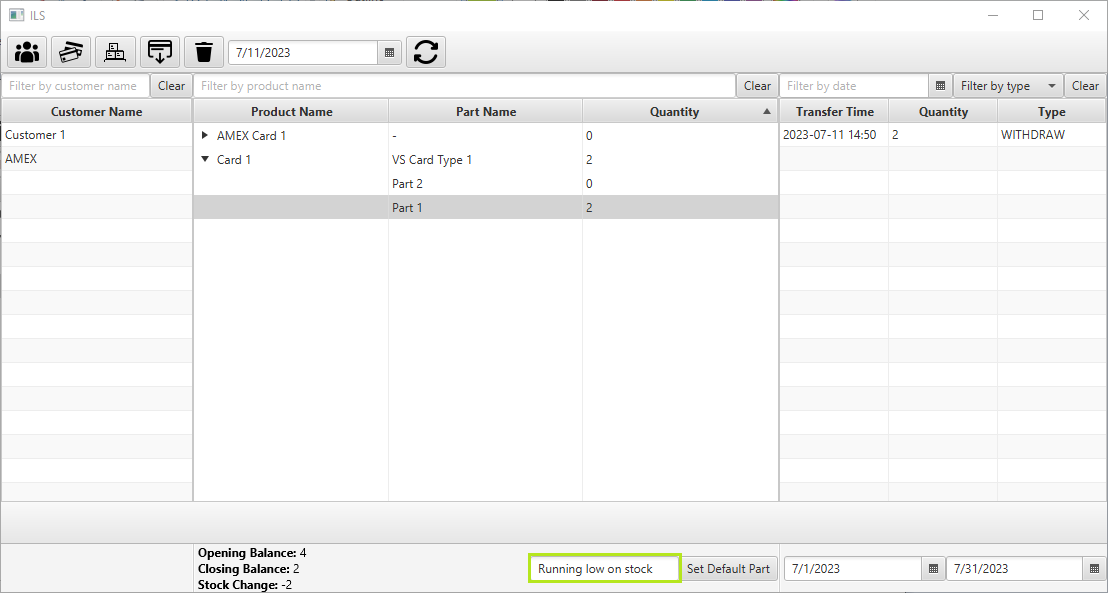 ILS
7/11/2023
Filter by customer name Clear Filter by product name Clear Filter by date Filter by type Clear
Customer Name Product Name Part Name Quantity Transfer Time Quantity Type
Customer 1 AMEX Card 1 - 0 2023-07-11 14:50 2 WITHDRAW
AMEX Card 1 VS Card Type 1 2
Part 2 0
Part 1 2
Opening Balance: 4
Closing Balance: 2 Running low on stock Set Default Part 7/1/2023 7/31/2023
Stock Change: -2